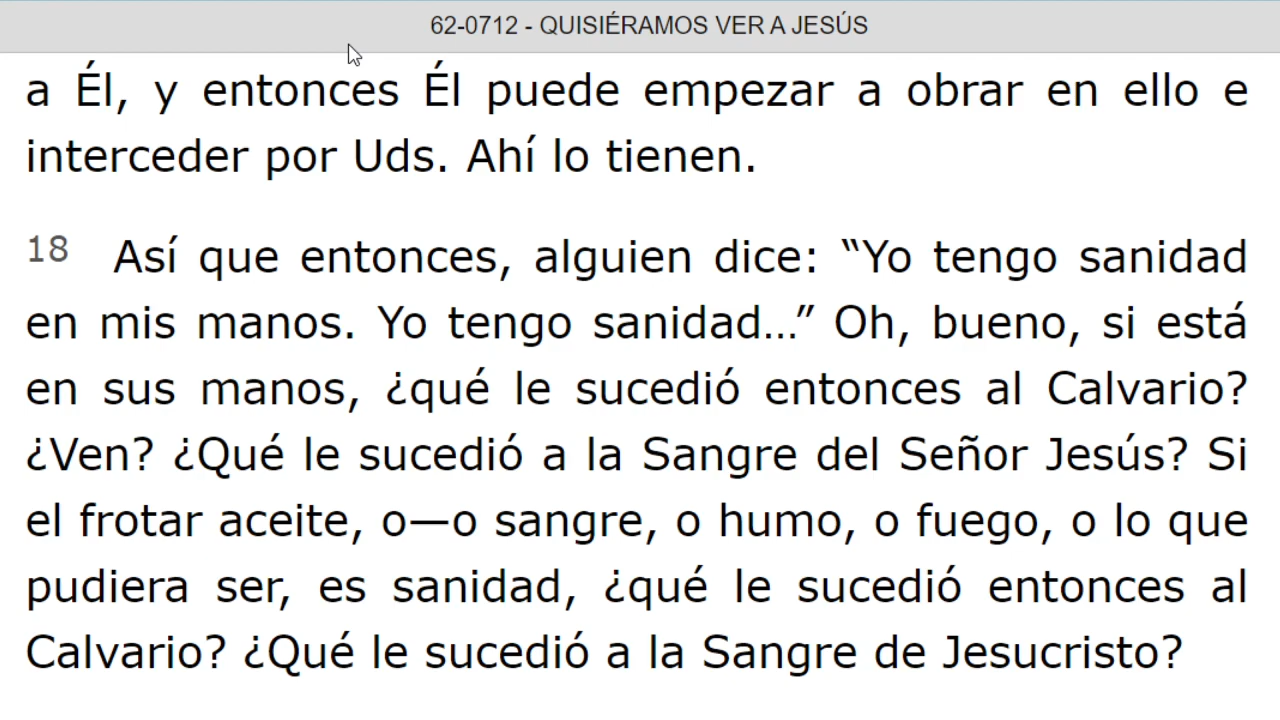 62-0712 - QUISIÉRAMOS VER A JESÚS
a Él, y entonces Él puede empezar a obrar en ello e
interceder por Uds. Ahí lo tienen.
18 Así que entonces, alguien dice: “Yo tengo sanidad
en mis manos. Yo tengo sanidad...” Oh, bueno, si está
en sus manos, ¿qué le sucedió entonces al Calvario?
¿Ven? ¿Qué le sucedió a la Sangre del Señor Jesús? Si
el frotar aceite, o—o sangre, o humo, o fuego, o lo que
pudiera ser, es sanidad, ¿qué le sucedió entonces al
Calvario? ¿Qué le sucedió a la Sangre de Jesucristo?